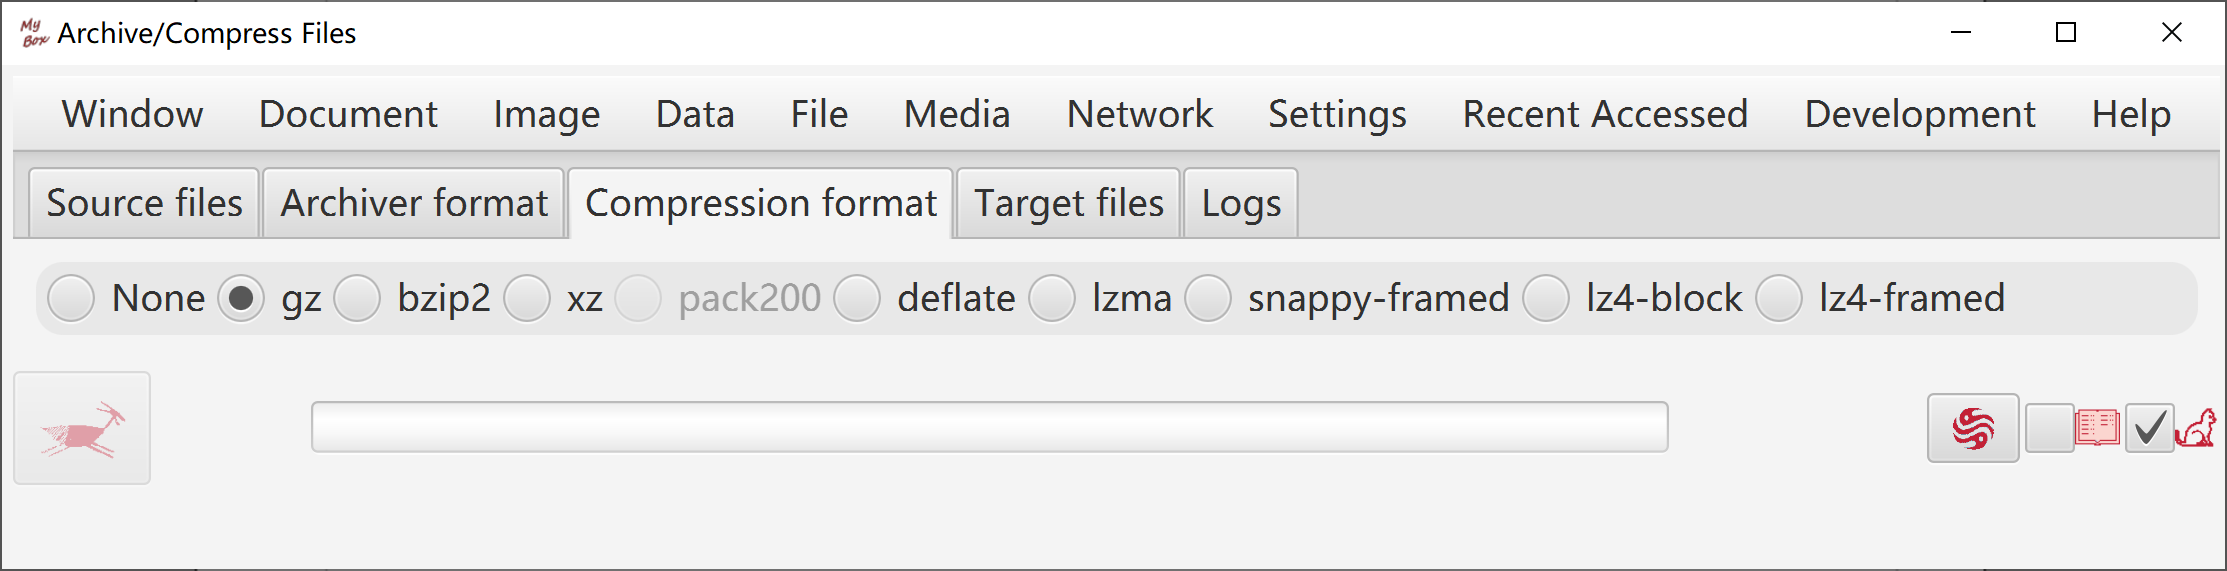 My Box Archive/Compress Files
Window Document Image Data File Media Network Settings Recent Accessed Development Help
Source files Archiver format Compression format Target files Logs
None gz bzip2 xz pack200 deflate lzma snappy-framed lz4-block lz4-framed